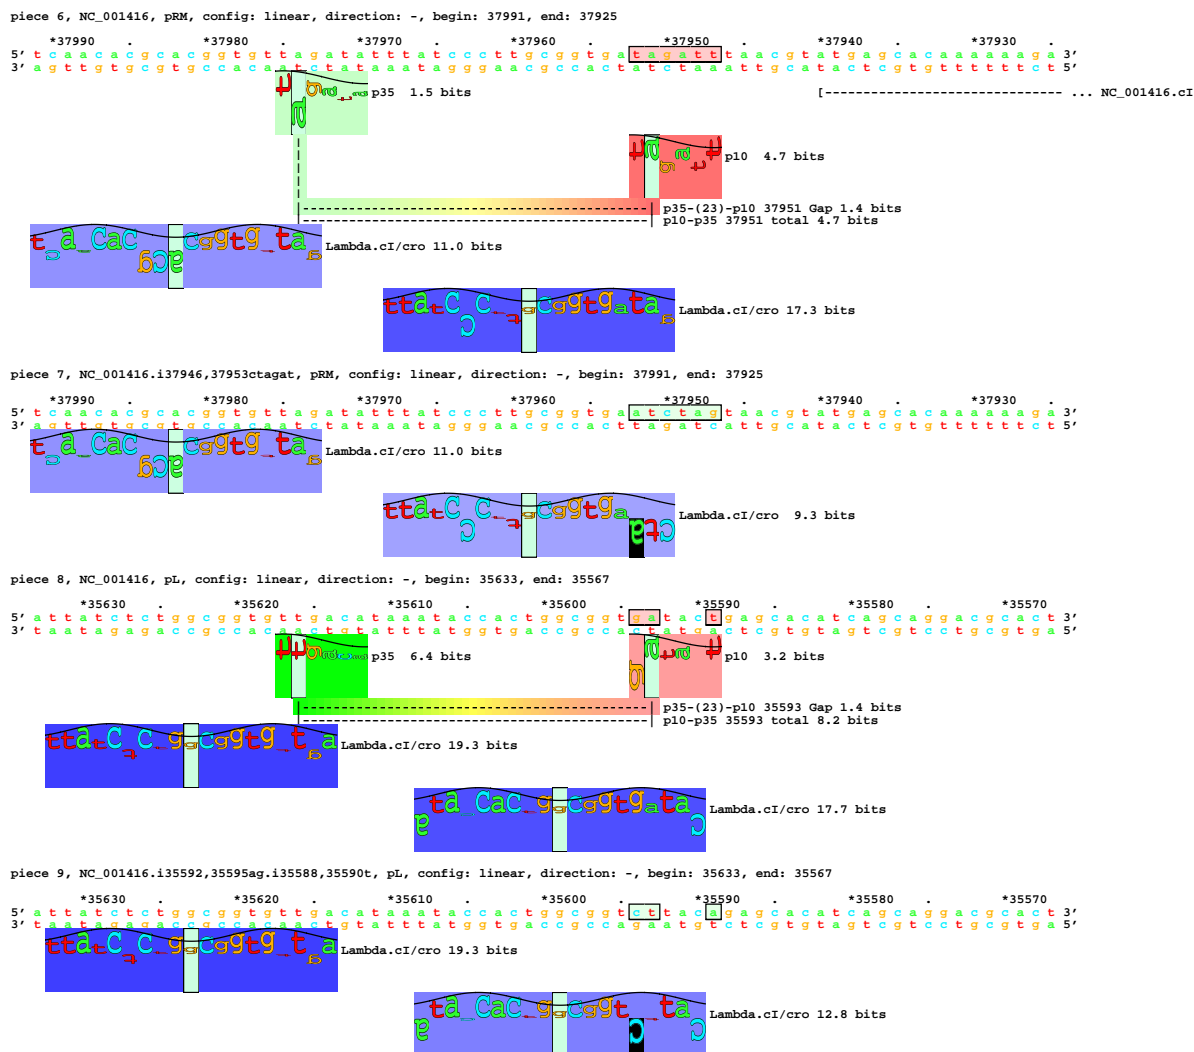 piece 6, NC_001416, pRM, config: linear, direction: -, begin: 37991, end: 37925
*37990 . *37980 . *37970 . *37960 . *37950 . *37940 . *37930 .
5' t c a a c a c g c a c g g t g t t a g a t a t t t a t c c c t t g c g g t g a t a g a t t t a a c g t a t g a g c a c a a a a a a g a 3'
3' a g t t g t g c g t g c c a c a a t c t a t a a a t a g g g a a c g c c a c t a t c t a a a t t g c a t a c t c g t g t t t t t t c t 5'
p35 1.5 bits
[------------------------------ ... NC_001416.cI
p10 4.7 bits
p35-(23)-p10 37951 Gap 1.4 bits
p10-p35 37951 total 4.7 bits
Lambda.cI/cro 11.0 bits
Lambda.cI/cro 17.3 bits
piece 7, NC_001416.i37946,37953ctagat, pRM, config: linear, direction: -, begin: 37991, end: 37925
*37990 . *37980 . *37970 . *37960 . *37950 . *37940 . *37930 .
5' t c a a c a c g c a c g g t g t t a g a t a t t t a t c c c t t g c g g t g a a t c t a g t a a c g t a t g a g c a c a a a a a a g a 3'
3' a g t t g t g c g t g c c a c a a t c t a t a a a t a g g g a a c g c c a c t t a g a t c a t t g c a t a c t c g t g t t t t t t c t 5'
Lambda.cI/cro 11.0 bits
Lambda.cI/cro 9.3 bits
piece 8, NC_001416, pL, config: linear, direction: -, begin: 35633, end: 35567
*35630 . *35620 . *35610 . *35600 . *35590 . *35580 . *35570
5' a t t a t c t c t g g c g g t g t t g a c a t a a a t a c c a c t g g c g g t g a t a c t g a g c a c a t c a g c a g g a c g c a c t 3'
3' t a a t a g a g a c c g c c a c a a c t g t a t t t a t g g t g a c c g c c a c t a t g a c t c g t g t a g t c g t c c t g c g t g a 5'
p35 6.4 bits
p10 3.2 bits
p35-(23)-p10 35593 Gap 1.4 bits
p10-p35 35593 total 8.2 bits
Lambda.cI/cro 19.3 bits
Lambda.cI/cro 17.7 bits
piece 9, NC_001416.i35592,35595ag.i35588,35590t, pL, config: linear, direction: -, begin: 35633, end: 35567
*35630 . *35620 . *35610 . *35600 . *35590 . *35580 . *35570
5' a t t a t c t c t g g c g g t g t t g a c a t a a a t a c c a c t g g c g g t c t t a c a g a g c a c a t c a g c a g g a c g c a c t 3'
3' t a a t a g a g a c c g c c a c a a c t g t a t t t a t g g t g a c c g c c a g a a t g t c t c g t g t a g t c g t c c t g c g t g a 5'
Lambda.cI/cro 19.3 bits
Lambda.cI/cro 12.8 bits